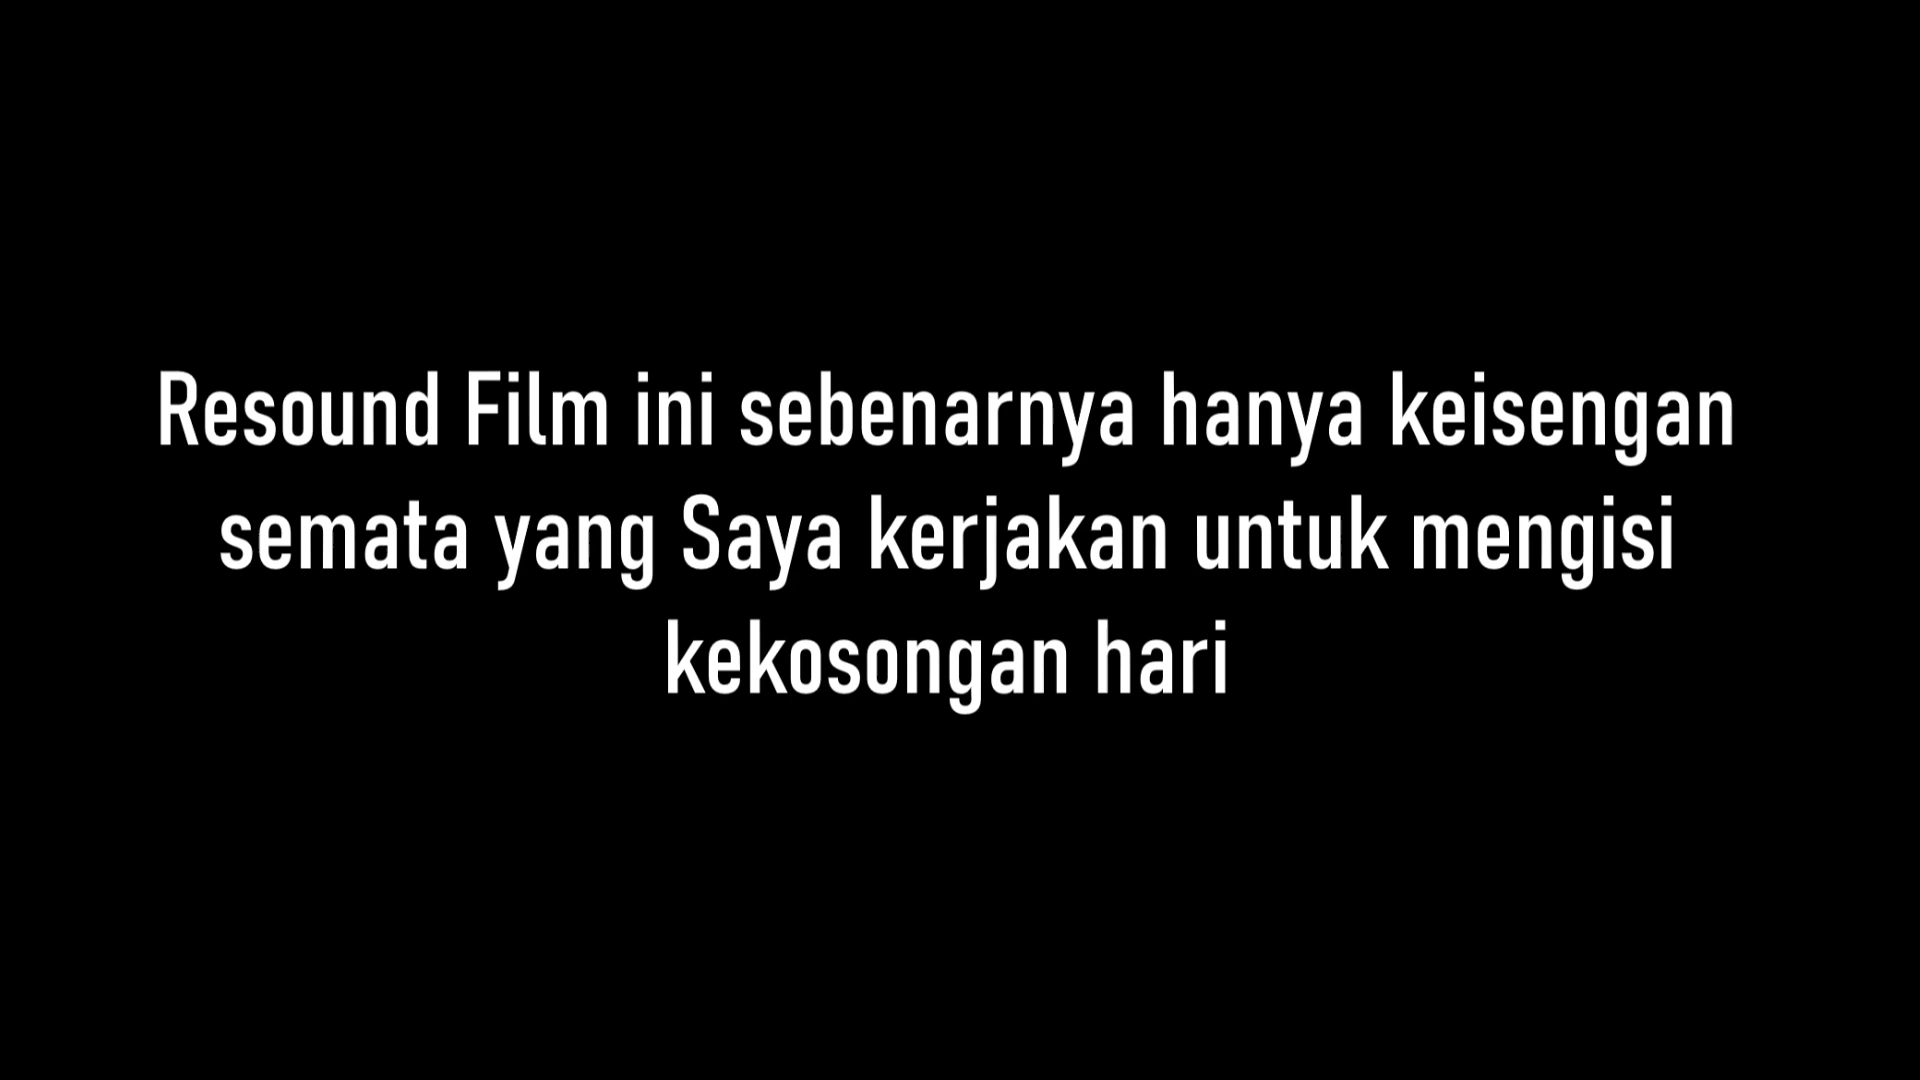 Resound Film ini sebenarnya hanya keisengan
semata yang Saya kerjakan untuk mengisi
kekosongan hari